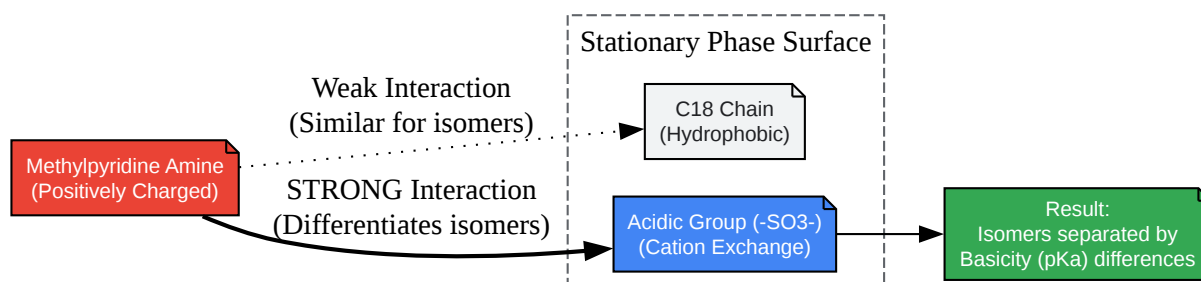 Stationary Phase Surface
Weak Interaction
(Similar for isomers)
C18 Chain
(Hydrophobic)
Methylpyridine Amine
(Positively Charged)
STRONG Interaction
(Differentiates isomers)
Acidic Group (-SO3-)
(Cation Exchange)
Result:
Isomers separated by
Basicity (pKa) differences